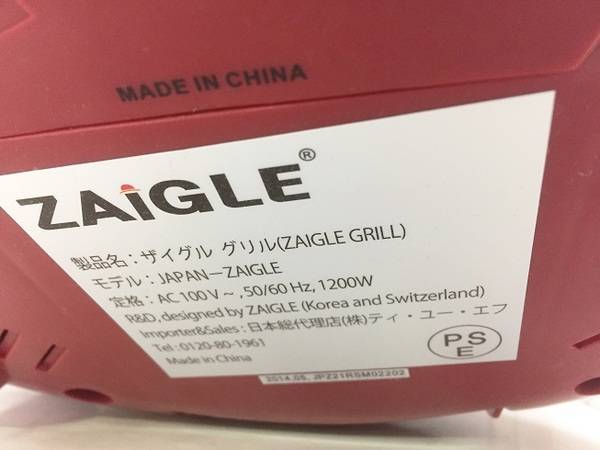 MADE IN CHINA
ZAiGLE®
製品名：ザイグル グリル(ZAIGLE GRILL)
モデル：JAPAN－ZAIGLE
定格：AC 100 V ~ , 50/60 Hz, 1200W
R&D, designed by ZAIGLE (Korea and Switzerland)
Importer&Sales : 日本総代理店(株)ティ・ユー・エフ
Tel : 0120-80-1961
Made in China
PS
E
2014.05. JPZ21RSM02202